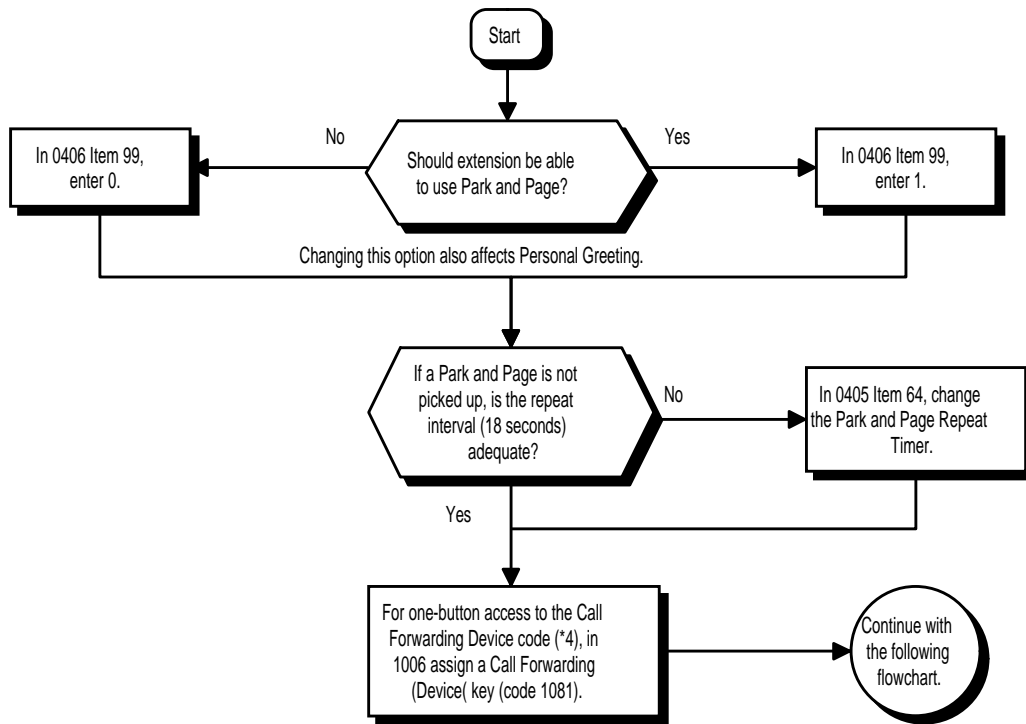 Start
No
Yes
In 0406 Item 99,
enter 0.
Should extension be able
to use Park and Page?
In 0406 Item 99,
enter 1.
Changing this option also affects Personal Greeting.
If a Park and Page is not
picked up, is the repeat
interval (18 seconds)
adequate?
No
In 0405 Item 64, change
the Park and Page Repeat
Timer.
Yes
For one-button access to the Call
Forwarding Device code (*4), in
1006 assign a Call Forwarding
(Device( key (code 1081).
Continue with
the following
flowchart.